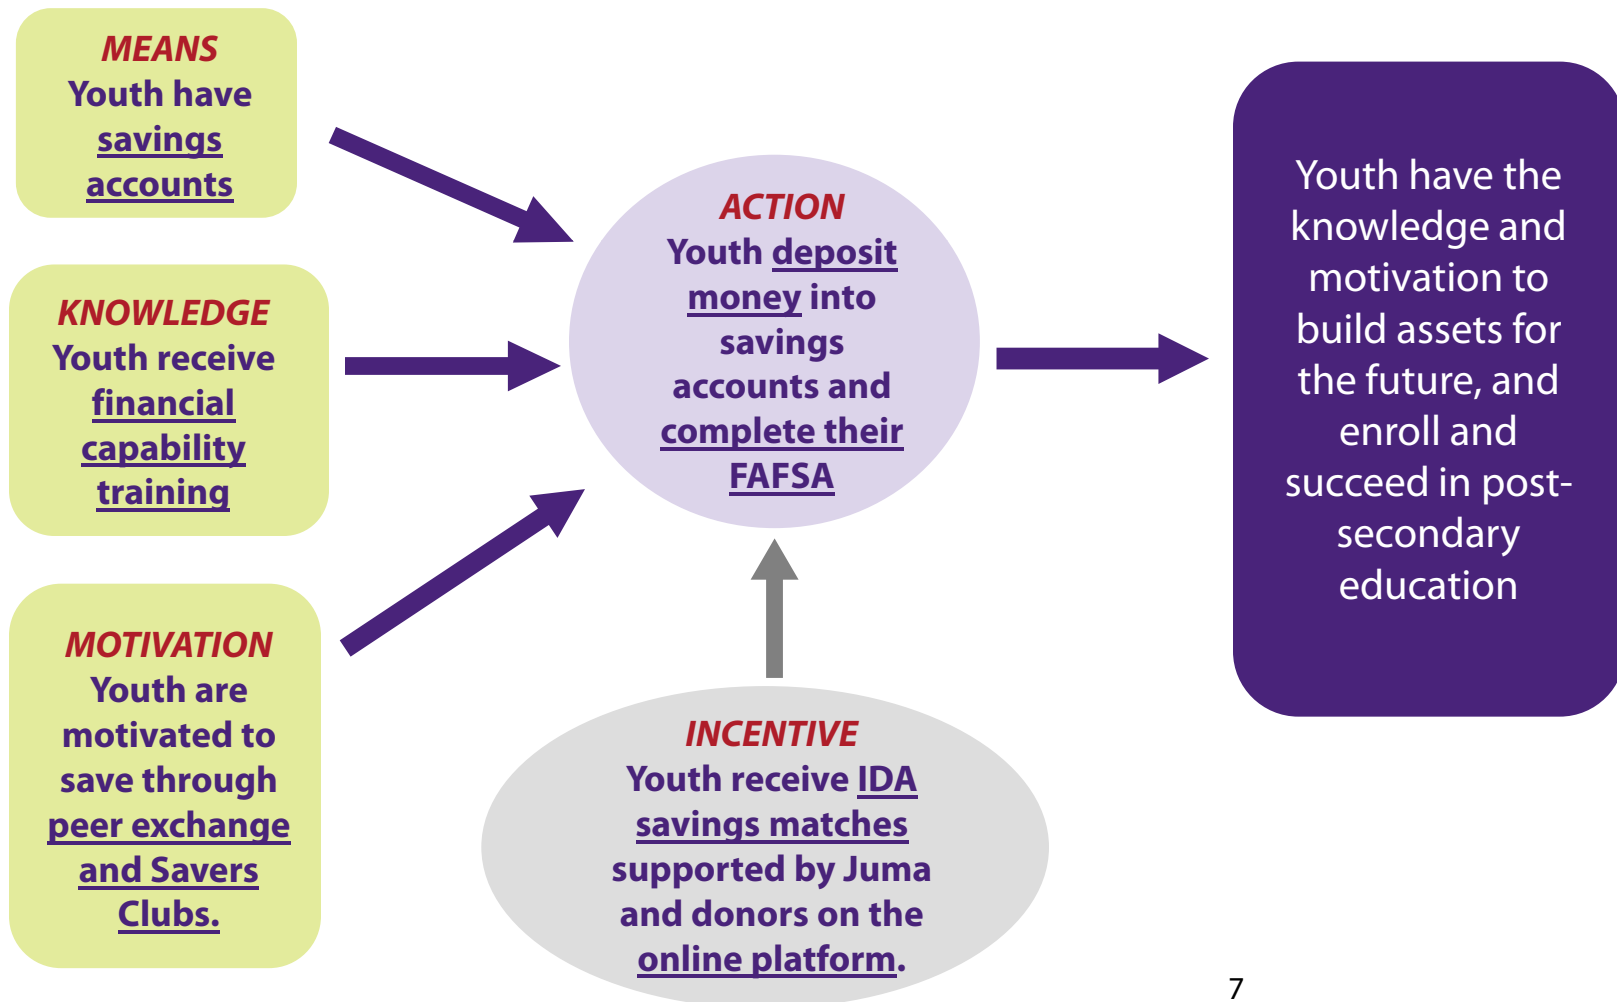 MEANS
Youth have
savings
accounts
KNOWLEDGE
Youth receive
financial
capability
training
MOTIVATION
Youth are
motivated to
save through
peer exchange
and Savers
Clubs.
ACTION
Youth deposit
money into
savings
accounts and
complete their
FAFSA
INCENTIVE
Youth receive IDA
savings matches
supported by Juma
and donors on the
online platform.
Youth have the
knowledge and
motivation to
build assets for
the future, and
enroll and
succeed in post-
secondary
education
7